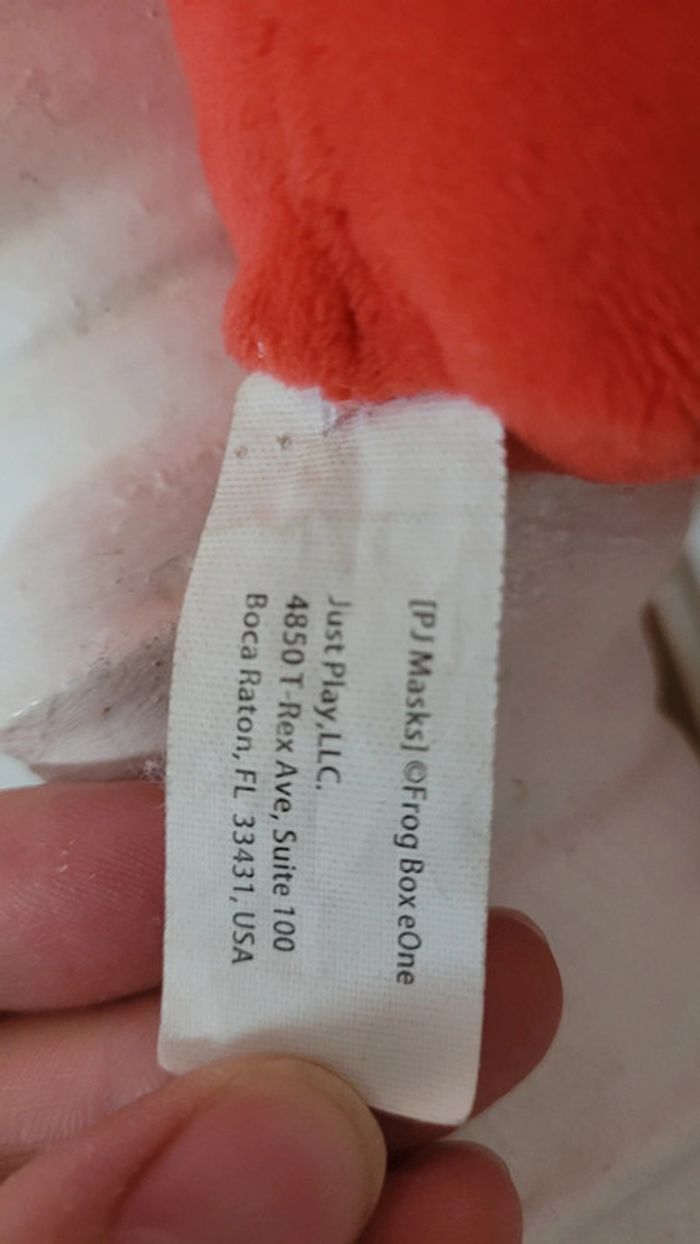 [PJ Masks] ©Frog Box eOne
Just Play,LLC.
4850 T-Rex Ave, Suite 100
Boca Raton, FL 33431, USA